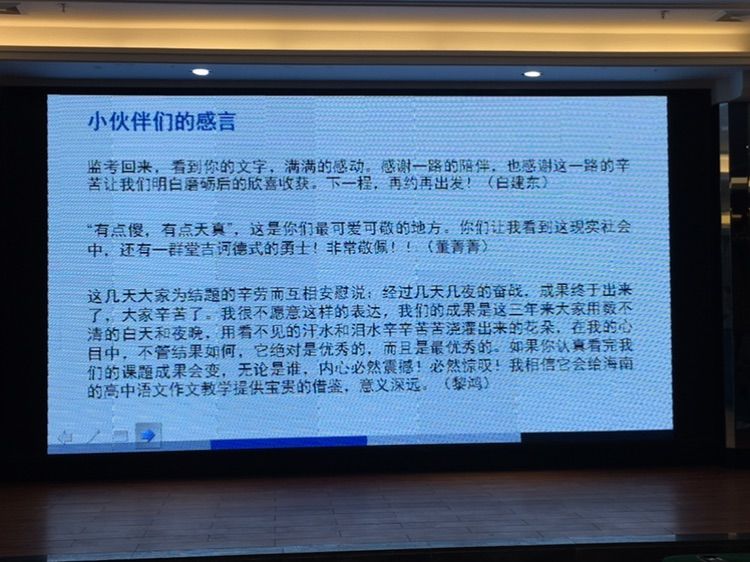 小伙伴们的感言
监考回来，看到你的文字，满满的感动。感谢一路的陪伴，也感谢这一路的辛
苦让我们明白磨砺后的欣喜收获。下一程，再约再出发！（白建东）
“有点傻，有点天真”，这是你们最可爱可敬的地方。你们让我看到这现实社会
中，还有一群堂吉诃德式的勇士！非常敬佩！！（董菁菁）
这几天大家为结题的辛劳而互相安慰说：经过几天几夜的奋战，成果终于出来
了，大家辛苦了。我很不愿意这样的表达，我们的成果是这三年来大家用数不
清的白天和夜晚，用看不见的汗水和泪水辛辛苦苦浇灌出来的花朵，在我的心
目中，不管结果如何，它绝对是优秀的，而且是最优秀的。如果你认真看完我
们的课题成果会变，无论是谁，内心必然震撼！必然惊叹！我相信它会给海南
的高中语文作文教学提供宝贵的借鉴，意义深远。（黎鸿）